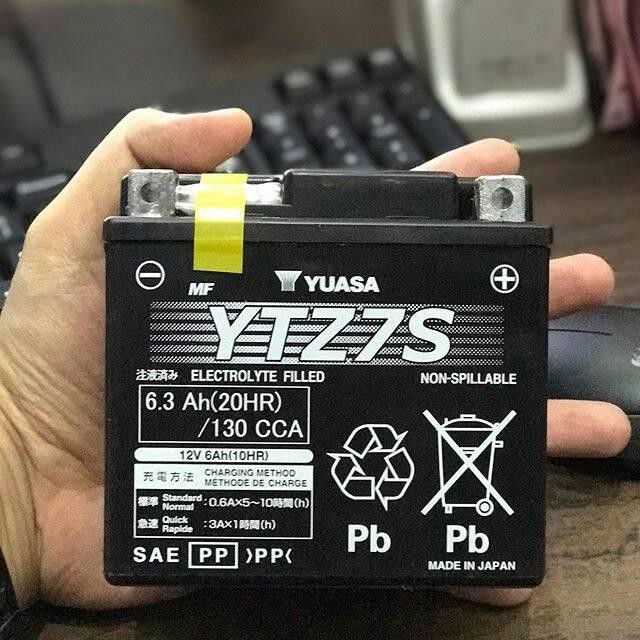 − +
MF YUASA
YTZ7S
注液済み ELECTROLYTE FILLED NON-SPILLABLE
6.3 Ah(20HR)
/130 CCA
12V 6Ah(10HR)
充電方法 CHARGING METHOD
METHODE DE CHARGE
標準 Standard Normal : 0.6A×5~10時間(h)
急速 Quick Rapide : 3A×1時間(h)
SAE PP >PP<
Pb Pb
MADE IN JAPAN